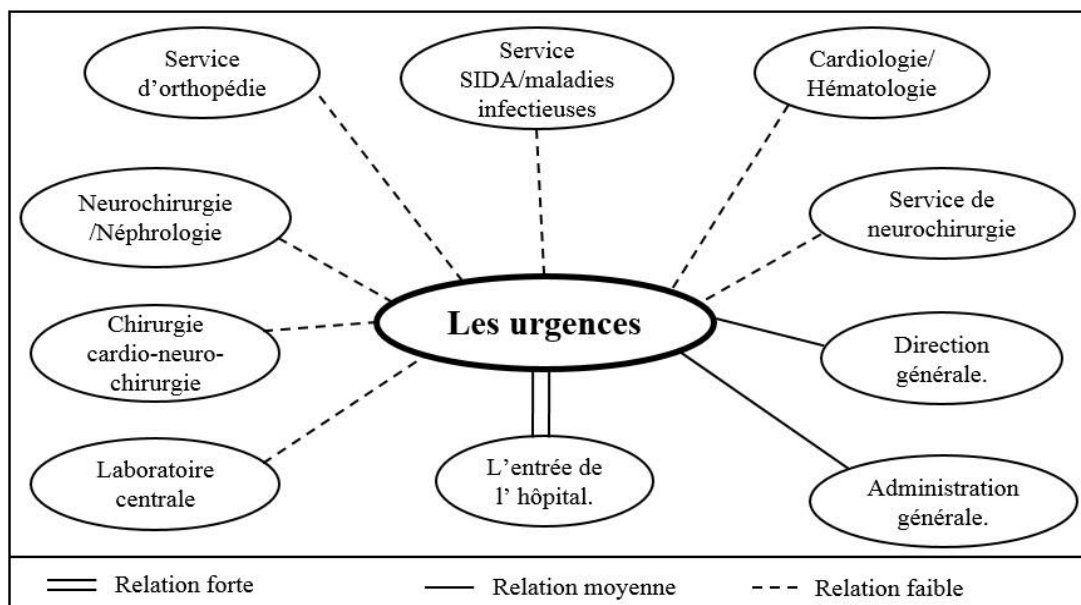 Service
d'orthopédie
Service
SIDA/maladies
infectieuses
Cardiologie/
Hématologie
Neurochirurgie
/Néphrologie
Service de
neurochirurgie
Les urgences
Chirurgie
cardio-neuro-
chirurgie
Direction
générale.
Laboratoire
centrale
L'entrée de
l' hôpital.
Administration
générale.
Relation forte
Relation moyenne
Relation faible